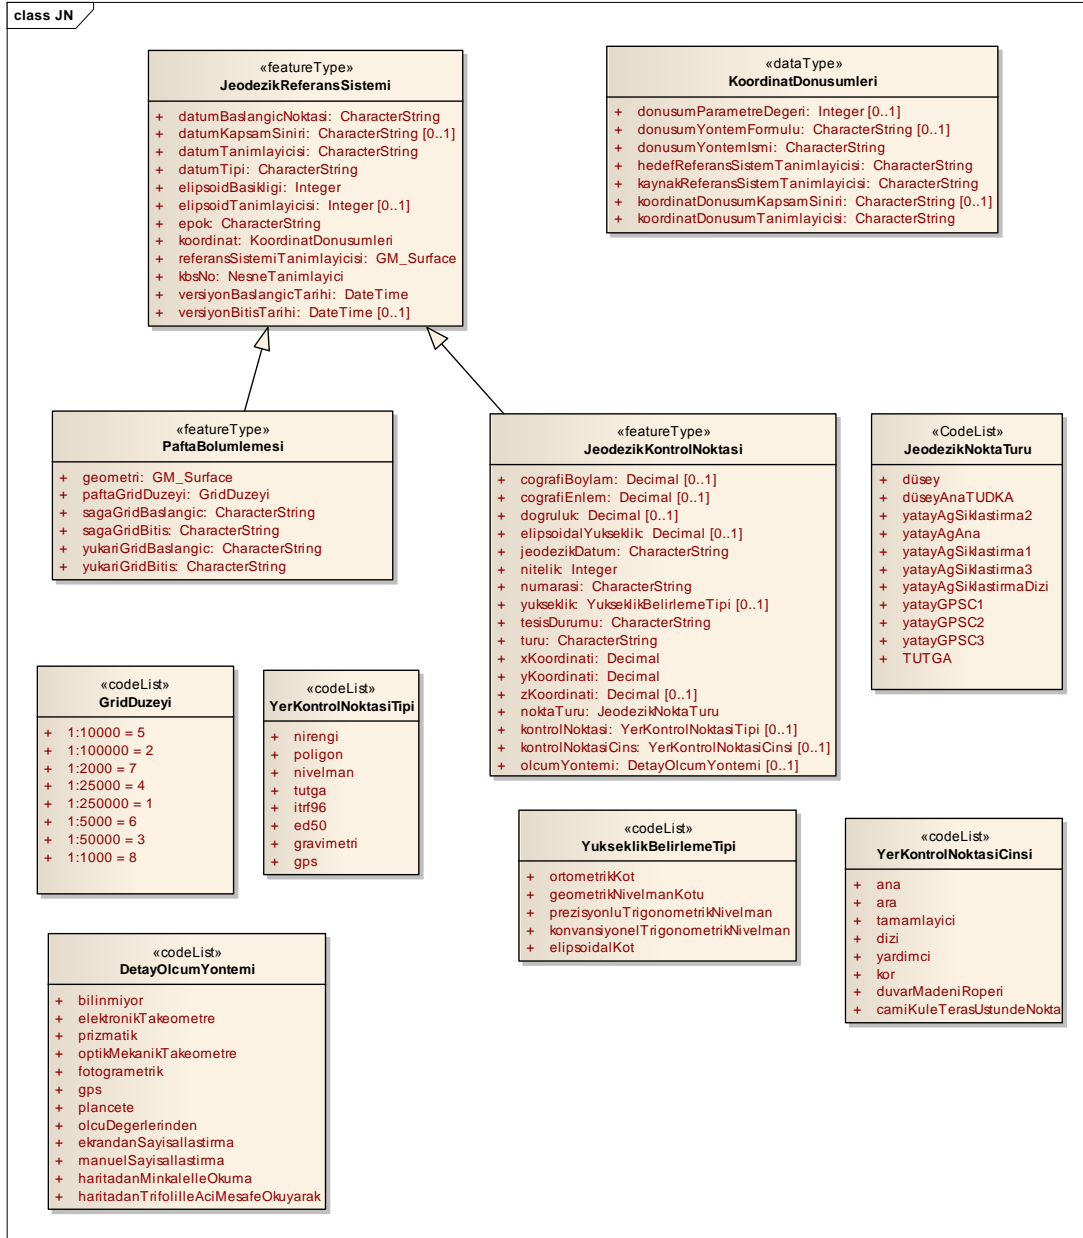 class JN
«featureType»
JeodezikReferansSistemi
+ datumBaslangicNoktasi: CharacterString
+ datumKapsamSiniri: CharacterString [0..1]
+ datumTanimlayicisi: CharacterString
+ datumTipi: CharacterString
+ elipsoidBasikligi: Integer
+ elipsoidTanimlayicisi: Integer [0..1]
+ epok: CharacterString
+ koordinat: KoordinatDonusumleri
+ referansSistemiTanimlayicisi: GM_Surface
+ kbsNo: NesneTanimlayici
+ versiyonBaslangicTarihi: DateTime
+ versiyonBitisTarihi: DateTime [0..1]
«dataType»
KoordinatDonusumleri
+ donusumParametreDegeri: Integer [0..1]
+ donusumYontemFormulu: CharacterString [0..1]
+ donusumYontemIsmi: CharacterString
+ hedefReferansSistemTanimlayicisi: CharacterString
+ kaynakReferansSistemTanimlayicisi: CharacterString
+ koordinatDonusumKapsamSiniri: CharacterString [0..1]
+ koordinatDonusumTanimlayicisi: CharacterString
«featureType»
PaftaBolumlemesi
+ geometri: GM_Surface
+ paftaGridDuzeyi: GridDuzeyi
+ sagaGridBaslangic: CharacterString
+ sagaGridBitis: CharacterString
+ yukariGridBaslangic: CharacterString
+ yukariGridBitis: CharacterString
«featureType»
JeodezikKontrolNoktasi
+ cografiBoylam: Decimal [0..1]
+ cografiEnlem: Decimal [0..1]
+ dogruluk: Decimal [0..1]
+ elipsoidalYukseklik: Decimal [0..1]
+ jeodezikDatum: CharacterString
+ nitelik: Integer
+ numarasi: CharacterString
+ yukseklik: YukseklikBelirlemeTipi [0..1]
+ tesisDurumu: CharacterString
+ turu: CharacterString
+ xKoordinati: Decimal
+ yKoordinati: Decimal
+ zKoordinati: Decimal [0..1]
+ noktaTuru: JeodezikNoktaTuru
+ kontrolNoktasi: YerKontrolNoktasiTipi [0..1]
+ kontrolNoktasiCins: YerKontrolNoktasiCinsi [0..1]
+ olcumYontemi: DetayOlcumYontemi [0..1]
«CodeList»
JeodezikNoktaTuru
+ düsey
+ düseyAnaTUDKA
+ yatayAgSiklastirma2
+ yatayAgAna
+ yatayAgSiklastirma1
+ yatayAgSiklastirma3
+ yatayAgSiklastirmaDizi
+ yatayGPSC1
+ yatayGPSC2
+ yatayGPSC3
+ TUTGA
«codeList»
GridDuzeyi
+ 1:10000 = 5
+ 1:100000 = 2
+ 1:2000 = 7
+ 1:25000 = 4
+ 1:250000 = 1
+ 1:5000 = 6
+ 1:50000 = 3
+ 1:1000 = 8
«codeList»
YerKontrolNoktasiTipi
+ nirengi
+ poligon
+ nivelman
+ tutga
+ itrf96
+ ed50
+ gravimetri
+ gps
«codeList»
YukseklikBelirlemeTipi
+ ortometrikKot
+ geometrikNivelmanKotu
+ prezisyonluTrigonometrikNivelman
+ konvansiyonelTrigonometrikNivelman
+ elipsoidalKot
«codeList»
YerKontrolNoktasiCinsi
+ ana
+ ara
+ tamamlayici
+ dizi
+ yardimci
+ kor
+ duvarMadeniRoperi
+ camiKuleTerasUstundeNokta
«codeList»
DetayOlcumYontemi
+ bilinmiyor
+ elektronikTakeometre
+ prizmatik
+ optikMekanikTakeometre
+ fotogrametrik
+ gps
+ plancete
+ olcuDegerlerinden
+ ekrandanSayisallastirma
+ manuelSayisallastirma
+ haritadanMinkaleIleOkuma
+ haritadanTrifolilleAciMesafeOkuyarak